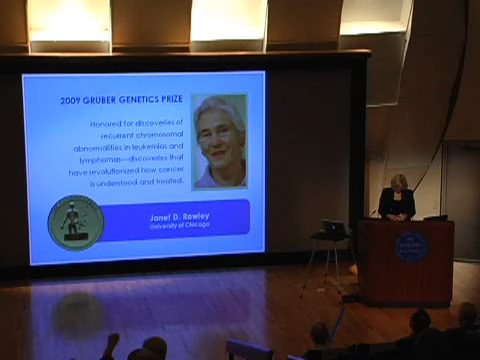 2009 GRUBER GENETICS PRIZE
Honored for discoveries of
recurrent chromosomal
abnormalities in leukemias and
lymphomas—discoveries that
have revolutionized how cancer
is understood and treated.
Janet D. Rowley
University of Chicago